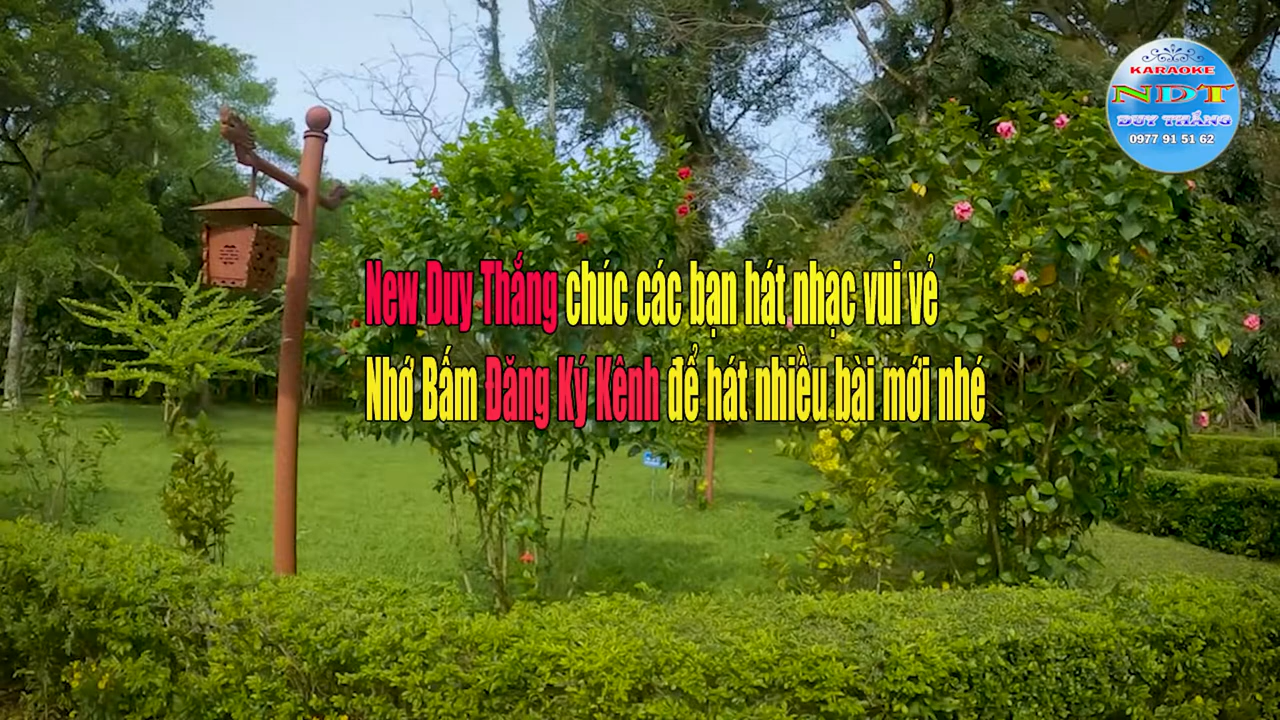 KARAOKE
NDT
DUY THẮNG
0977 91 51 62
New Duy Thắng chúc các bạn hát nhạc vui vẻ
Nhớ Bấm Đăng Ký Kênh để hát nhiều bài mới nhé